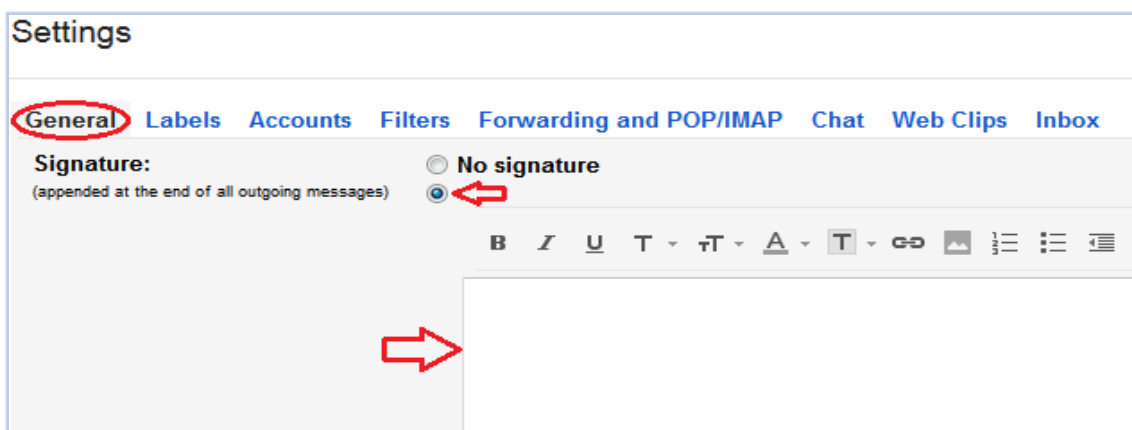 Settings
General Labels Accounts Filters Forwarding and POP/IMAP Chat Web Clips Inbox
Signature: No signature
(appended at the end of all outgoing messages)
B I U T тT A T